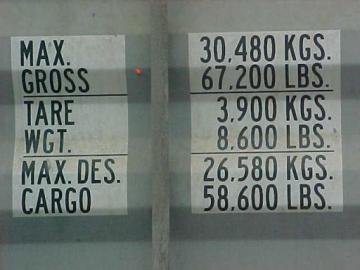 MAX. 30,480 KGS.
GROSS 67,200 LBS.
TARE 3,900 KGS.
WGT. 8,600 LBS.
MAX. DES. 26,580 KGS.
CARGO 58,600 LBS.